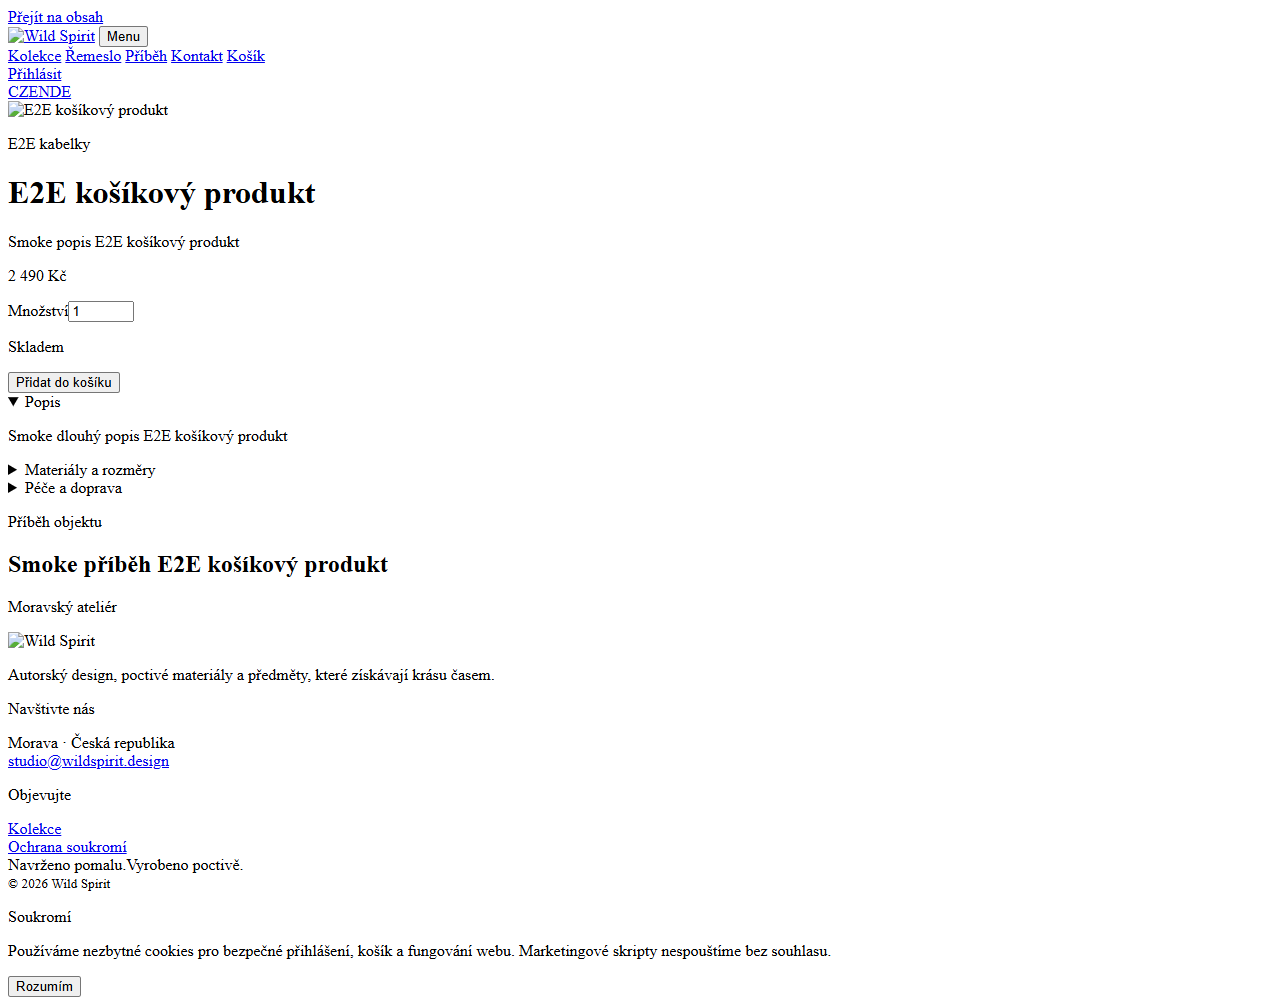 Přejít na obsah
Wild Spirit Menu
Kolekce Řemeslo Příběh Kontakt Košík
Přihlásit
CZENDE
E2E košíkový produkt
E2E kabelky
E2E košíkový produkt
Smoke popis E2E košíkový produkt
2 490 Kč
Množství 1
Skladem
Přidat do košíku
Popis
Smoke dlouhý popis E2E košíkový produkt
Materiály a rozměry
Péče a doprava
Příběh objektu
Smoke příběh E2E košíkový produkt
Moravský ateliér
Wild Spirit
Autorský design, poctivé materiály a předměty, které získávají krásu časem.
Navštivte nás
Morava · Česká republika
studio@wildspirit.design
Objevujte
Kolekce
Ochrana soukromí
Navrženo pomalu.Vyrobeno poctivě.
© 2026 Wild Spirit
Soukromí
Používáme nezbytné cookies pro bezpečné přihlášení, košík a fungování webu. Marketingové skripty nespouštíme bez souhlasu.
Rozumím